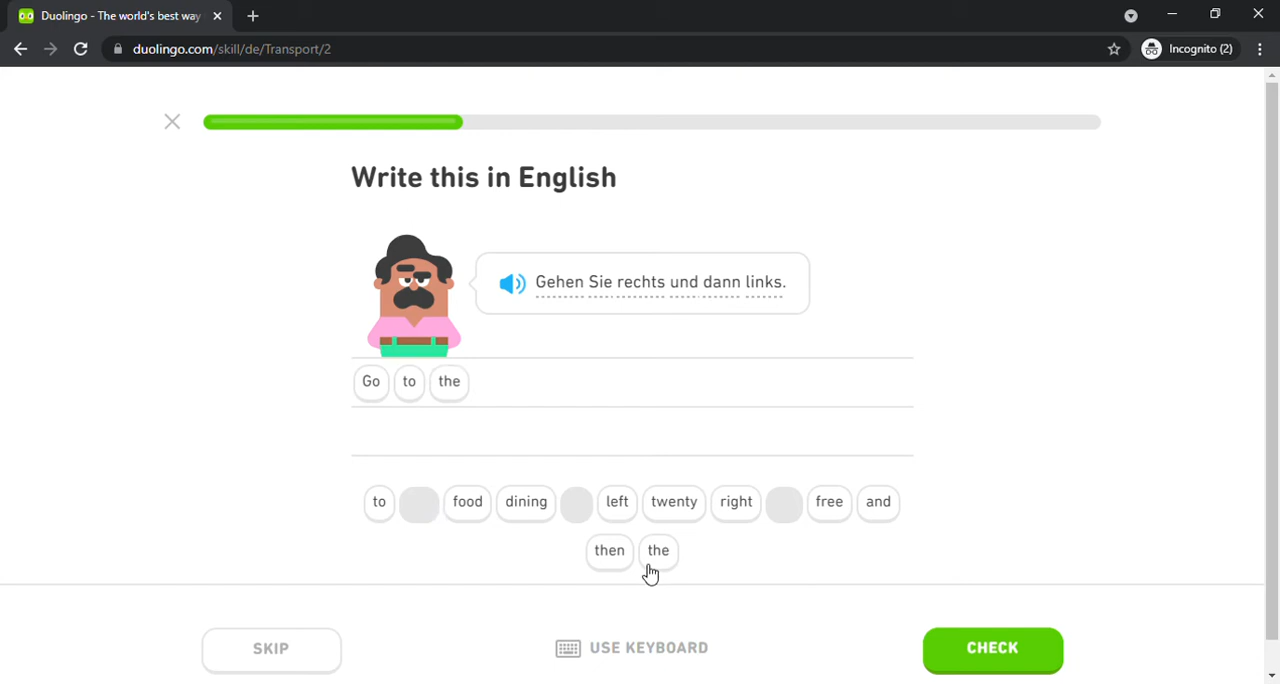 Duolingo - The world's best way
duolingo.com/skill/de/Transport/2
Incognito (2)
Write this in English
Gehen Sie rechts und dann links.
Go to the
to food dining left twenty right free and
then the
SKIP USE KEYBOARD CHECK